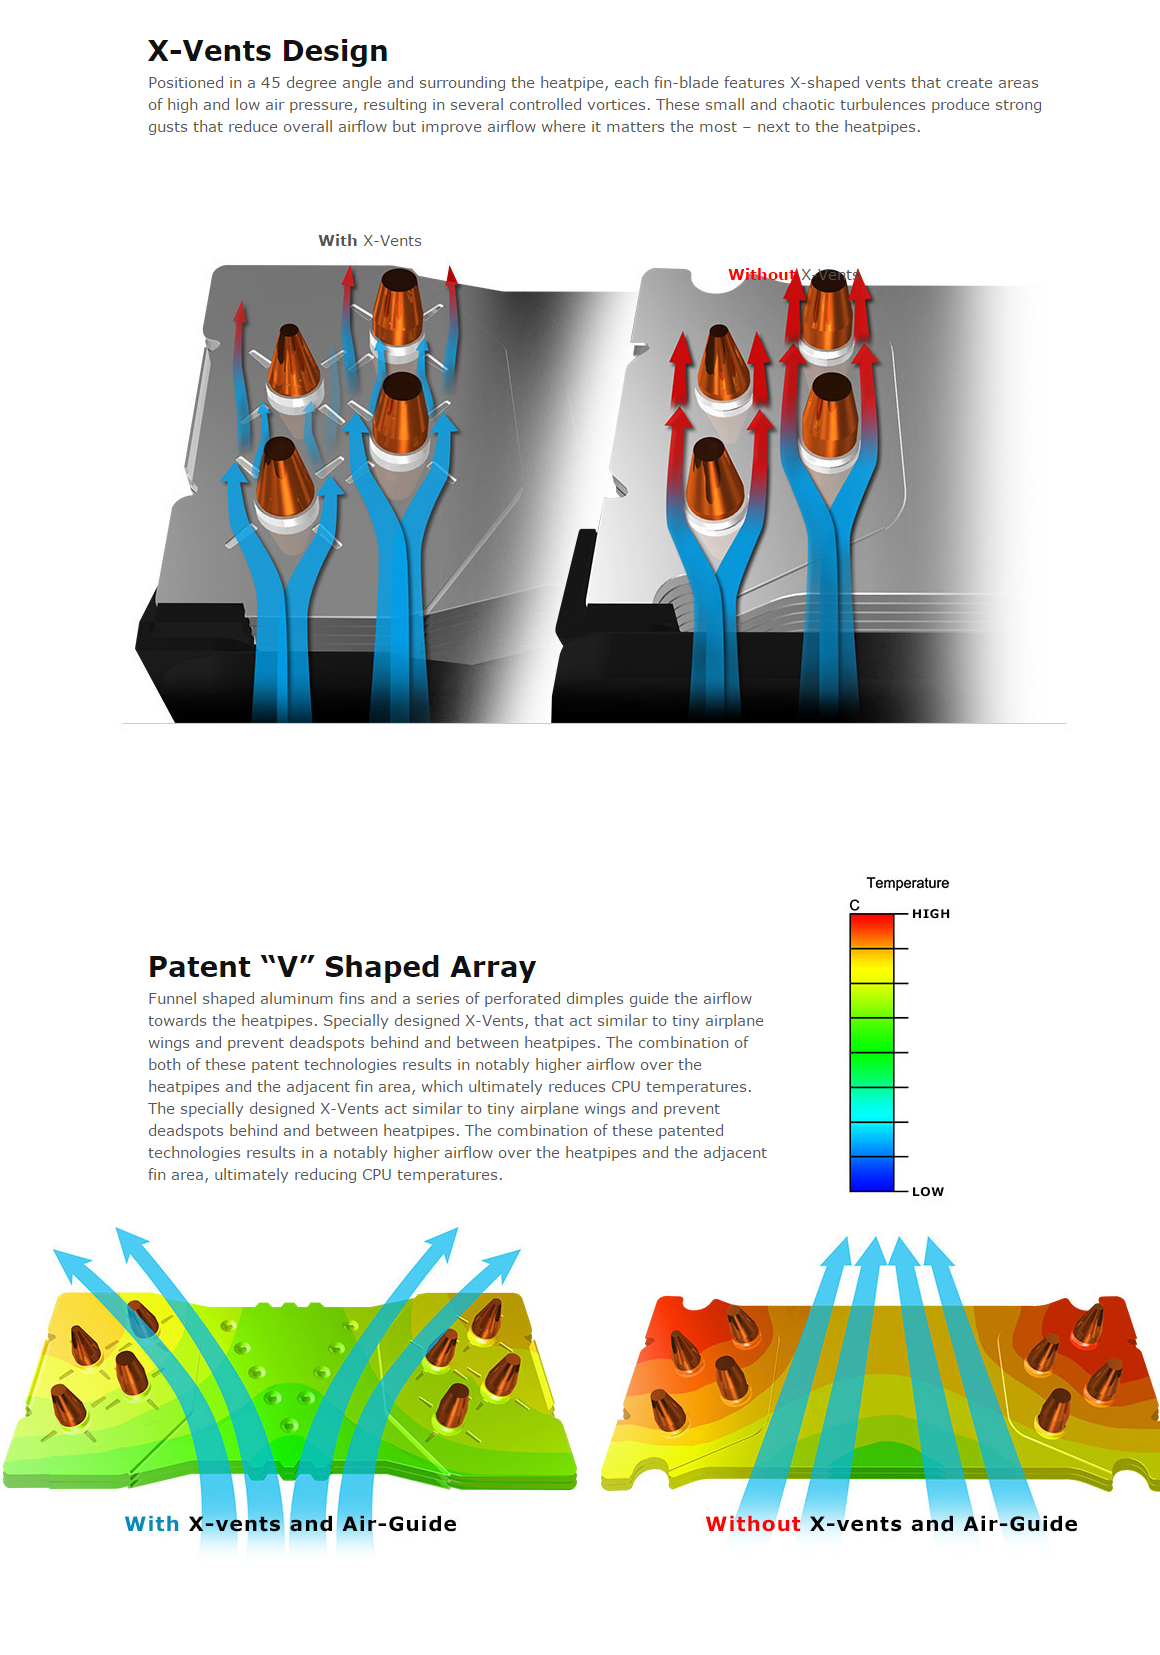 X-Vents Design
Positioned in a 45 degree angle and surrounding the heatpipe, each fin-blade features X-shaped vents that create areas
of high and low air pressure, resulting in several controlled vortices. These small and chaotic turbulences produce strong
gusts that reduce overall airflow but improve airflow where it matters the most – next to the heatpipes.
With X-Vents
Without X-Vents
Temperature
C
HIGH
Patent “V” Shaped Array
Funnel shaped aluminum fins and a series of perforated dimples guide the airflow
towards the heatpipes. Specially designed X-Vents, that act similar to tiny airplane
wings and prevent deadspots behind and between heatpipes. The combination of
both of these patent technologies results in notably higher airflow over the
heatpipes and the adjacent fin area, which ultimately reduces CPU temperatures.
The specially designed X-Vents act similar to tiny airplane wings and prevent
deadspots behind and between heatpipes. The combination of these patented
technologies results in a notably higher airflow over the heatpipes and the adjacent
fin area, ultimately reducing CPU temperatures.
LOW
With X-vents and Air-Guide
Without X-vents and Air-Guide